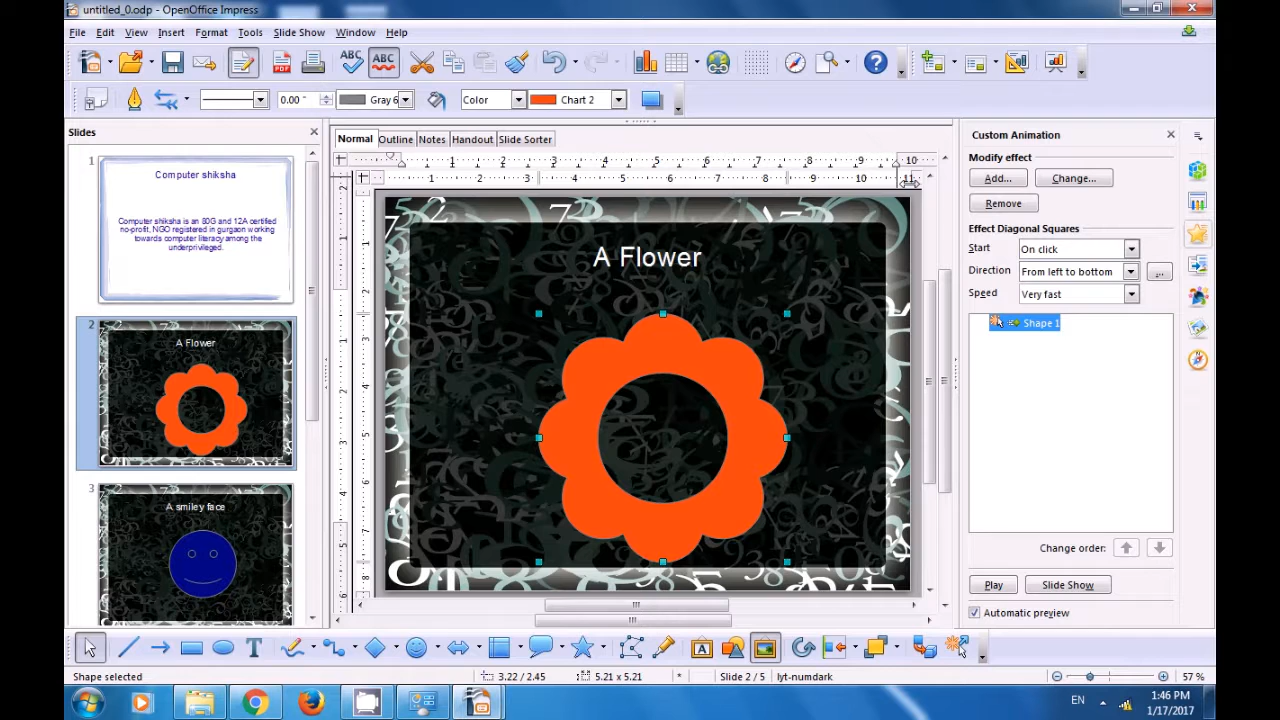 untitled_0.odp - OpenOffice Impress
File Edit View Insert Format Tools Slide Show Window Help
0.00 " Gray 6 Color Chart 2
Slides
Normal Outline Notes Handout Slide Sorter
Custom Animation
Modify effect
Add... Change...
Remove
Effect Diagonal Squares
Start On click
Direction From left to bottom ...
Speed Very fast
Shape 1
Change order:
Play Slide Show
Automatic preview
1
Computer shiksha
Computer shiksha is an 80G and 12A certified
no-profit, NGO registered in gurgaon working
towards computer literacy among the
underprivileged.
2
A Flower
3
A smiley face
A Flower
Shape selected 3.22 / 2.45 5.21 x 5.21 * Slide 2 / 5 lyt-numdark 57 %
EN 1:46 PM
1/17/2017